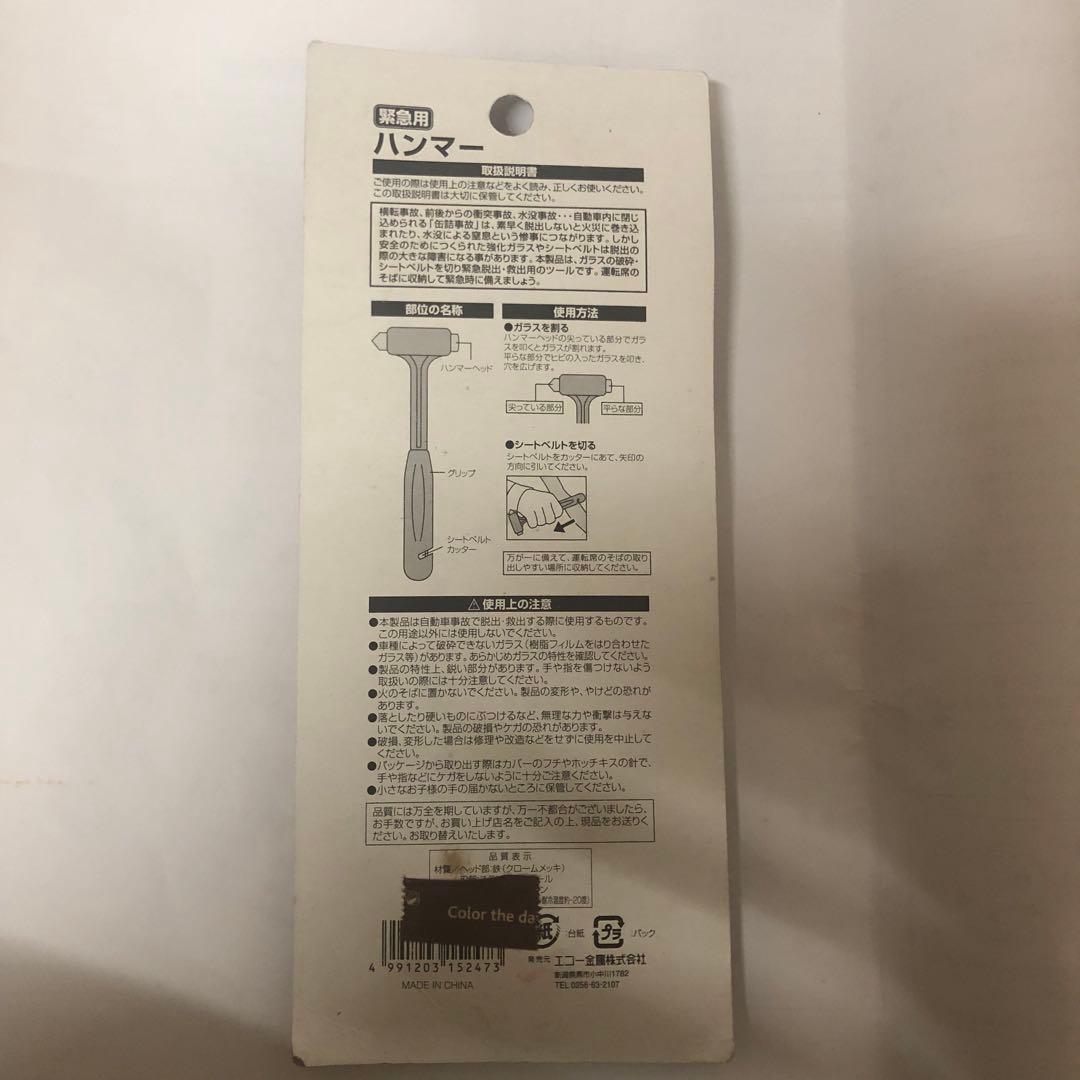 緊急用
ハンマー
取扱説明書
ご使用の際は使用上の注意などをよく読み、正しくお使いください。
この取扱説明書は大切に保管してください。
横転事故、前後からの衝突事故、水没事故・・・自動車内に閉じ
込められる「缶詰事故」は、素早く脱出しないと火災に巻き込
まれたり、水没による窒息という惨事につながります。しかし
安全のためにつくられた強化ガラスやシートベルトは脱出の
際の大きな障害になる事があります。本製品は、ガラスの破砕・
シートベルトを切り緊急脱出・救出用のツールです。運転席の
そばに収納して緊急時に備えましょう。
部位の名称
ハンマーヘッド
グリップ
シートベルト
カッター
使用方法
●ガラスを割る
ハンマーヘッドの尖っている部分でガラ
スを叩くとガラスが割れます。
平らな部分でヒビの入ったガラスを叩き、
穴を広げます。
尖っている部分
平らな部分
●シートベルトを切る
シートベルトをカッターにあて、矢印の
方向に引いてください。
万が一に備えて、運転席のそばの取り
出しやすい場所に収納してください。
⚠使用上の注意
●本製品は自動車事故で脱出・救出する際に使用するものです。
この用途以外には使用しないでください。
●車種によって破砕できないガラス(樹脂フィルムをはり合わせた
ガラス等)があります。あらかじめガラスの特性を確認してください。
●製品の特性上、鋭い部分があります。手や指を傷つけないよう
取扱いの際には十分注意してください。
●火のそばに置かないでください。製品の変形や、やけどの恐れが
あります。
●落としたり硬いものにぶつけるなど、無理な力や衝撃は与えな
いでください。製品の破損やケガの恐れがあります。
●破損、変形した場合は修理や改造などをせずに使用を中止して
ください。
●パッケージから取り出す際はカバーのフチやホッチキスの針で、
手や指などにケガをしないように十分ご注意ください。
●小さなお子様の手の届かないところに保管してください。
品質には万全を期していますが、万一不都合がございましたら、
お手数ですが、お買い上げ店名をご記入の上、現品をお送りく
ださい。お取り替えいたします。
品質表示
材質/ヘッド部:鉄(クロームメッキ)
ール
ン
耐冷温度約-20度)
Color the da
紙 :台紙 プラ :パック
4 991203 152473
MADE IN CHINA
発売元 エコー金属株式会社
新潟県燕市小中川1782
TEL 0256-63-2107